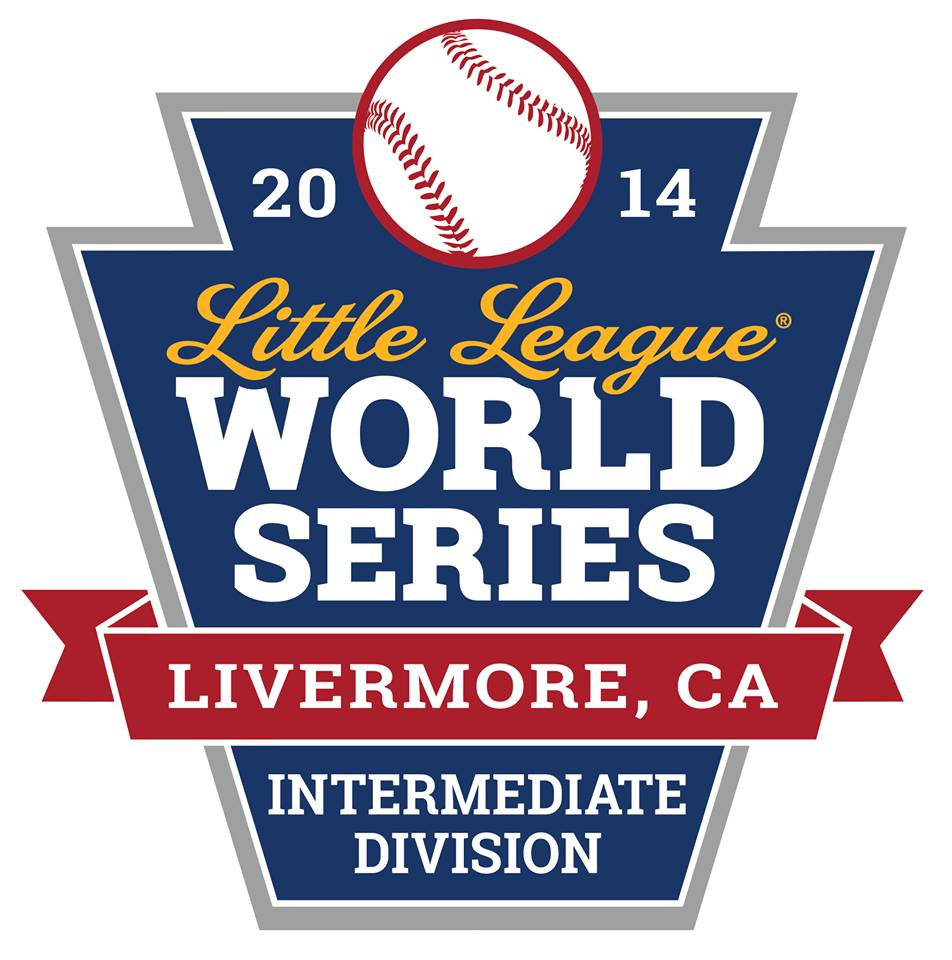 20 14
Little League®
WORLD
SERIES
LIVERMORE, CA
INTERMEDIATE
DIVISION